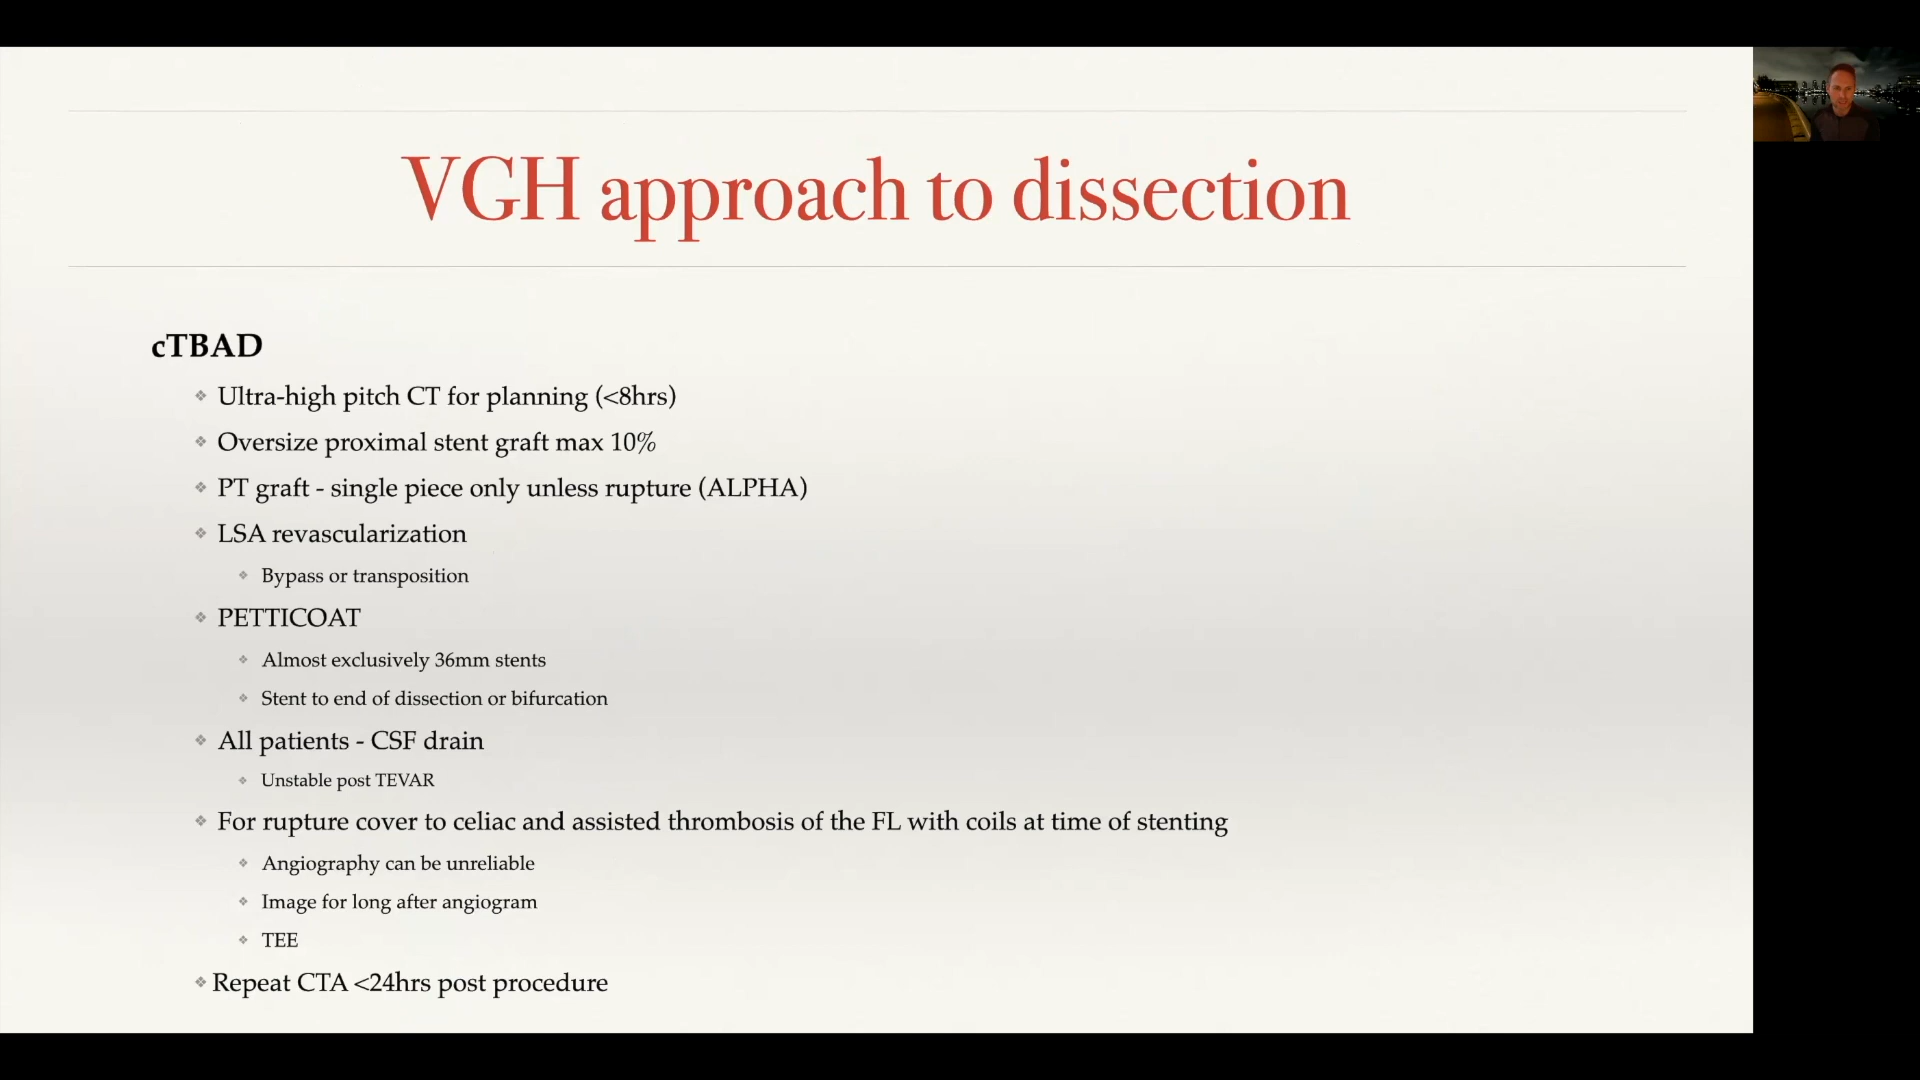 VGH approach to dissection
cTBAD
Ultra-high pitch CT for planning (<8hrs)
Oversize proximal stent graft max 10%
PT graft - single piece only unless rupture (ALPHA)
LSA revascularization
Bypass or transposition
PETTICOAT
Almost exclusively 36mm stents
Stent to end of dissection or bifurcation
All patients - CSF drain
Unstable post TEVAR
For rupture cover to celiac and assisted thrombosis of the FL with coils at time of stenting
Angiography can be unreliable
Image for long after angiogram
TEE
Repeat CTA <24hrs post procedure